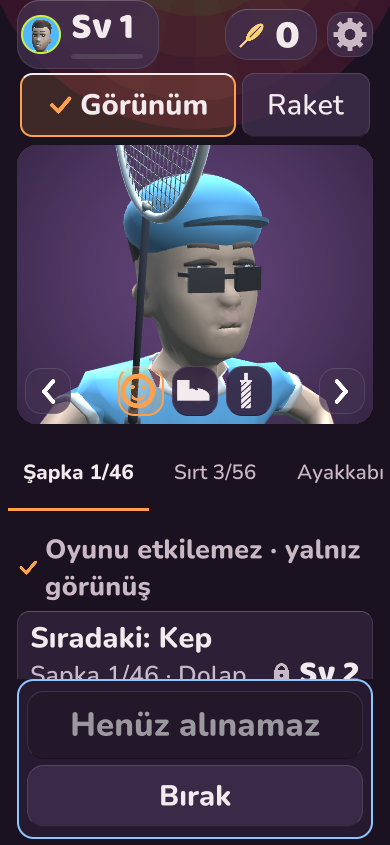 Sv 1
0
Görünüm
Raket
Şapka 1/46
Sırt 3/56
Ayakkabı
Oyunu etkilemez · yalnız
görünüş
Sıradaki: Kep
Şapka 1/46 · Dolap
Sv 2
Henüz alınamaz
Bırak